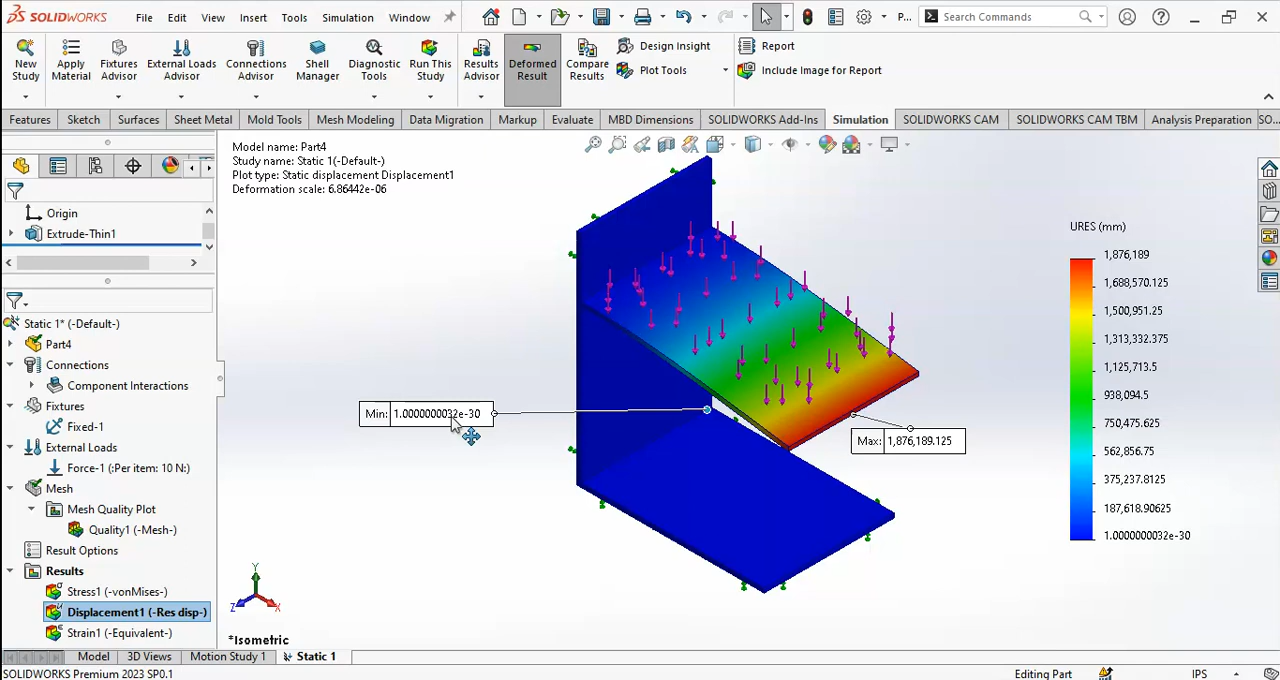 SOLIDWORKS File Edit View Insert Tools Simulation Window P... Search Commands
New Study
Apply Material
Fixtures Advisor
External Loads Advisor
Connections Advisor
Shell Manager
Diagnostic Tools
Run This Study
Results Advisor
Deformed Result
Compare Results
Design Insight
Plot Tools
Report
Include Image for Report
Features Sketch Surfaces Sheet Metal Mold Tools Mesh Modeling Data Migration Markup Evaluate MBD Dimensions SOLIDWORKS Add-Ins Simulation SOLIDWORKS CAM SOLIDWORKS CAM TBM Analysis Preparation SO...
Origin
Extrude-Thin1
Static 1* (-Default-)
Part4
Connections
Component Interactions
Fixtures
Fixed-1
External Loads
Force-1 (:Per item: 10 N:)
Mesh
Mesh Quality Plot
Quality1 (-Mesh-)
Result Options
Results
Stress1 (-vonMises-)
Displacement1 (-Res disp-)
Strain1 (-Equivalent-)
Model name: Part4
Study name: Static 1(-Default-)
Plot type: Static displacement Displacement1
Deformation scale: 6.86442e-06
Min: 1.0000000032e-30
Max: 1,876,189.125
URES (mm)
1,876,189
1,688,570.125
1,500,951.25
1,313,332.375
1,125,713.5
938,094.5625
750,475.6875
562,856.75
375,237.8125
187,618.90625
1.0000000032e-30
Y
Z
X
*Isometric
Model 3D Views Motion Study 1 Static 1
SOLIDWORKS Premium 2023 SP0.1 Editing Part IPS